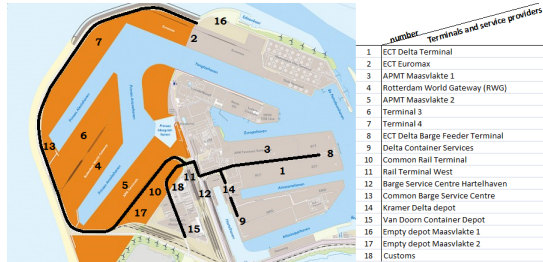 number Terminals and service providers
1 ECT Delta Terminal
2 ECT Euromax
3 APMT Maasvlakte 1
4 Rotterdam World Gateway (RWG)
5 APMT Maasvlakte 2
6 Terminal 3
7 Terminal 4
8 ECT Delta Barge Feeder Terminal
9 Delta Container Services
10 Common Rail Terminal
11 Rail Terminal West
12 Barge Service Centre Hartelhaven
13 Common Barge Service Centre
14 Kramer Delta depot
15 Van Doorn Container Depot
16 Empty depot Maasvlakte 1
17 Empty depot Maasvlakte 2
18 Customs
16
7
2
6
13
3
8
4
11
1
5
10
18
12
14
17
9
15